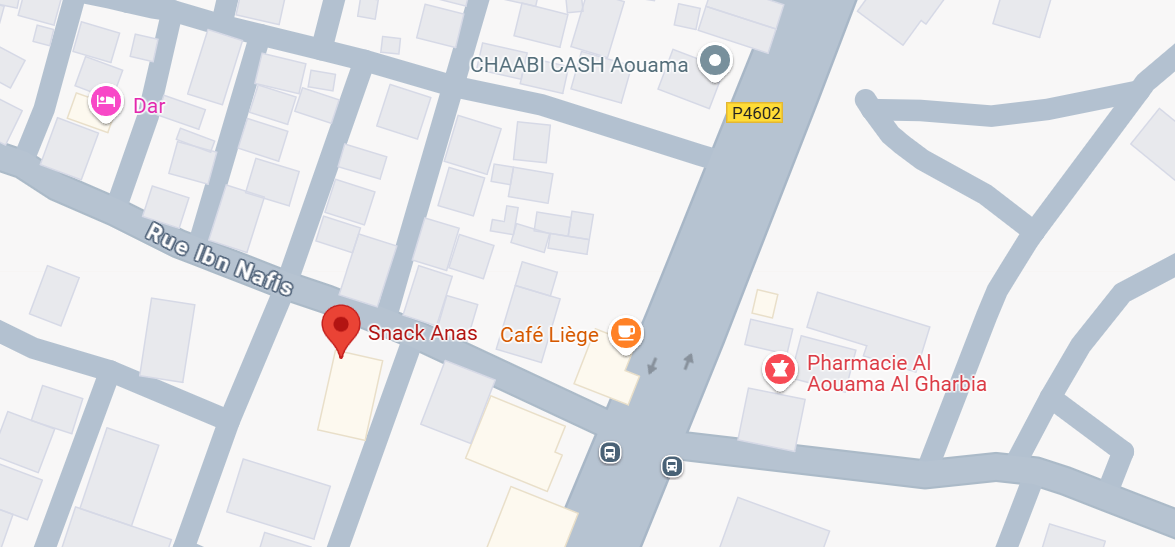 CHAABI CASH Aouama
Dar
P4602
Rue Ibn Nafis
Snack Anas
Café Liège
Pharmacie Al
Aouama Al Gharbia